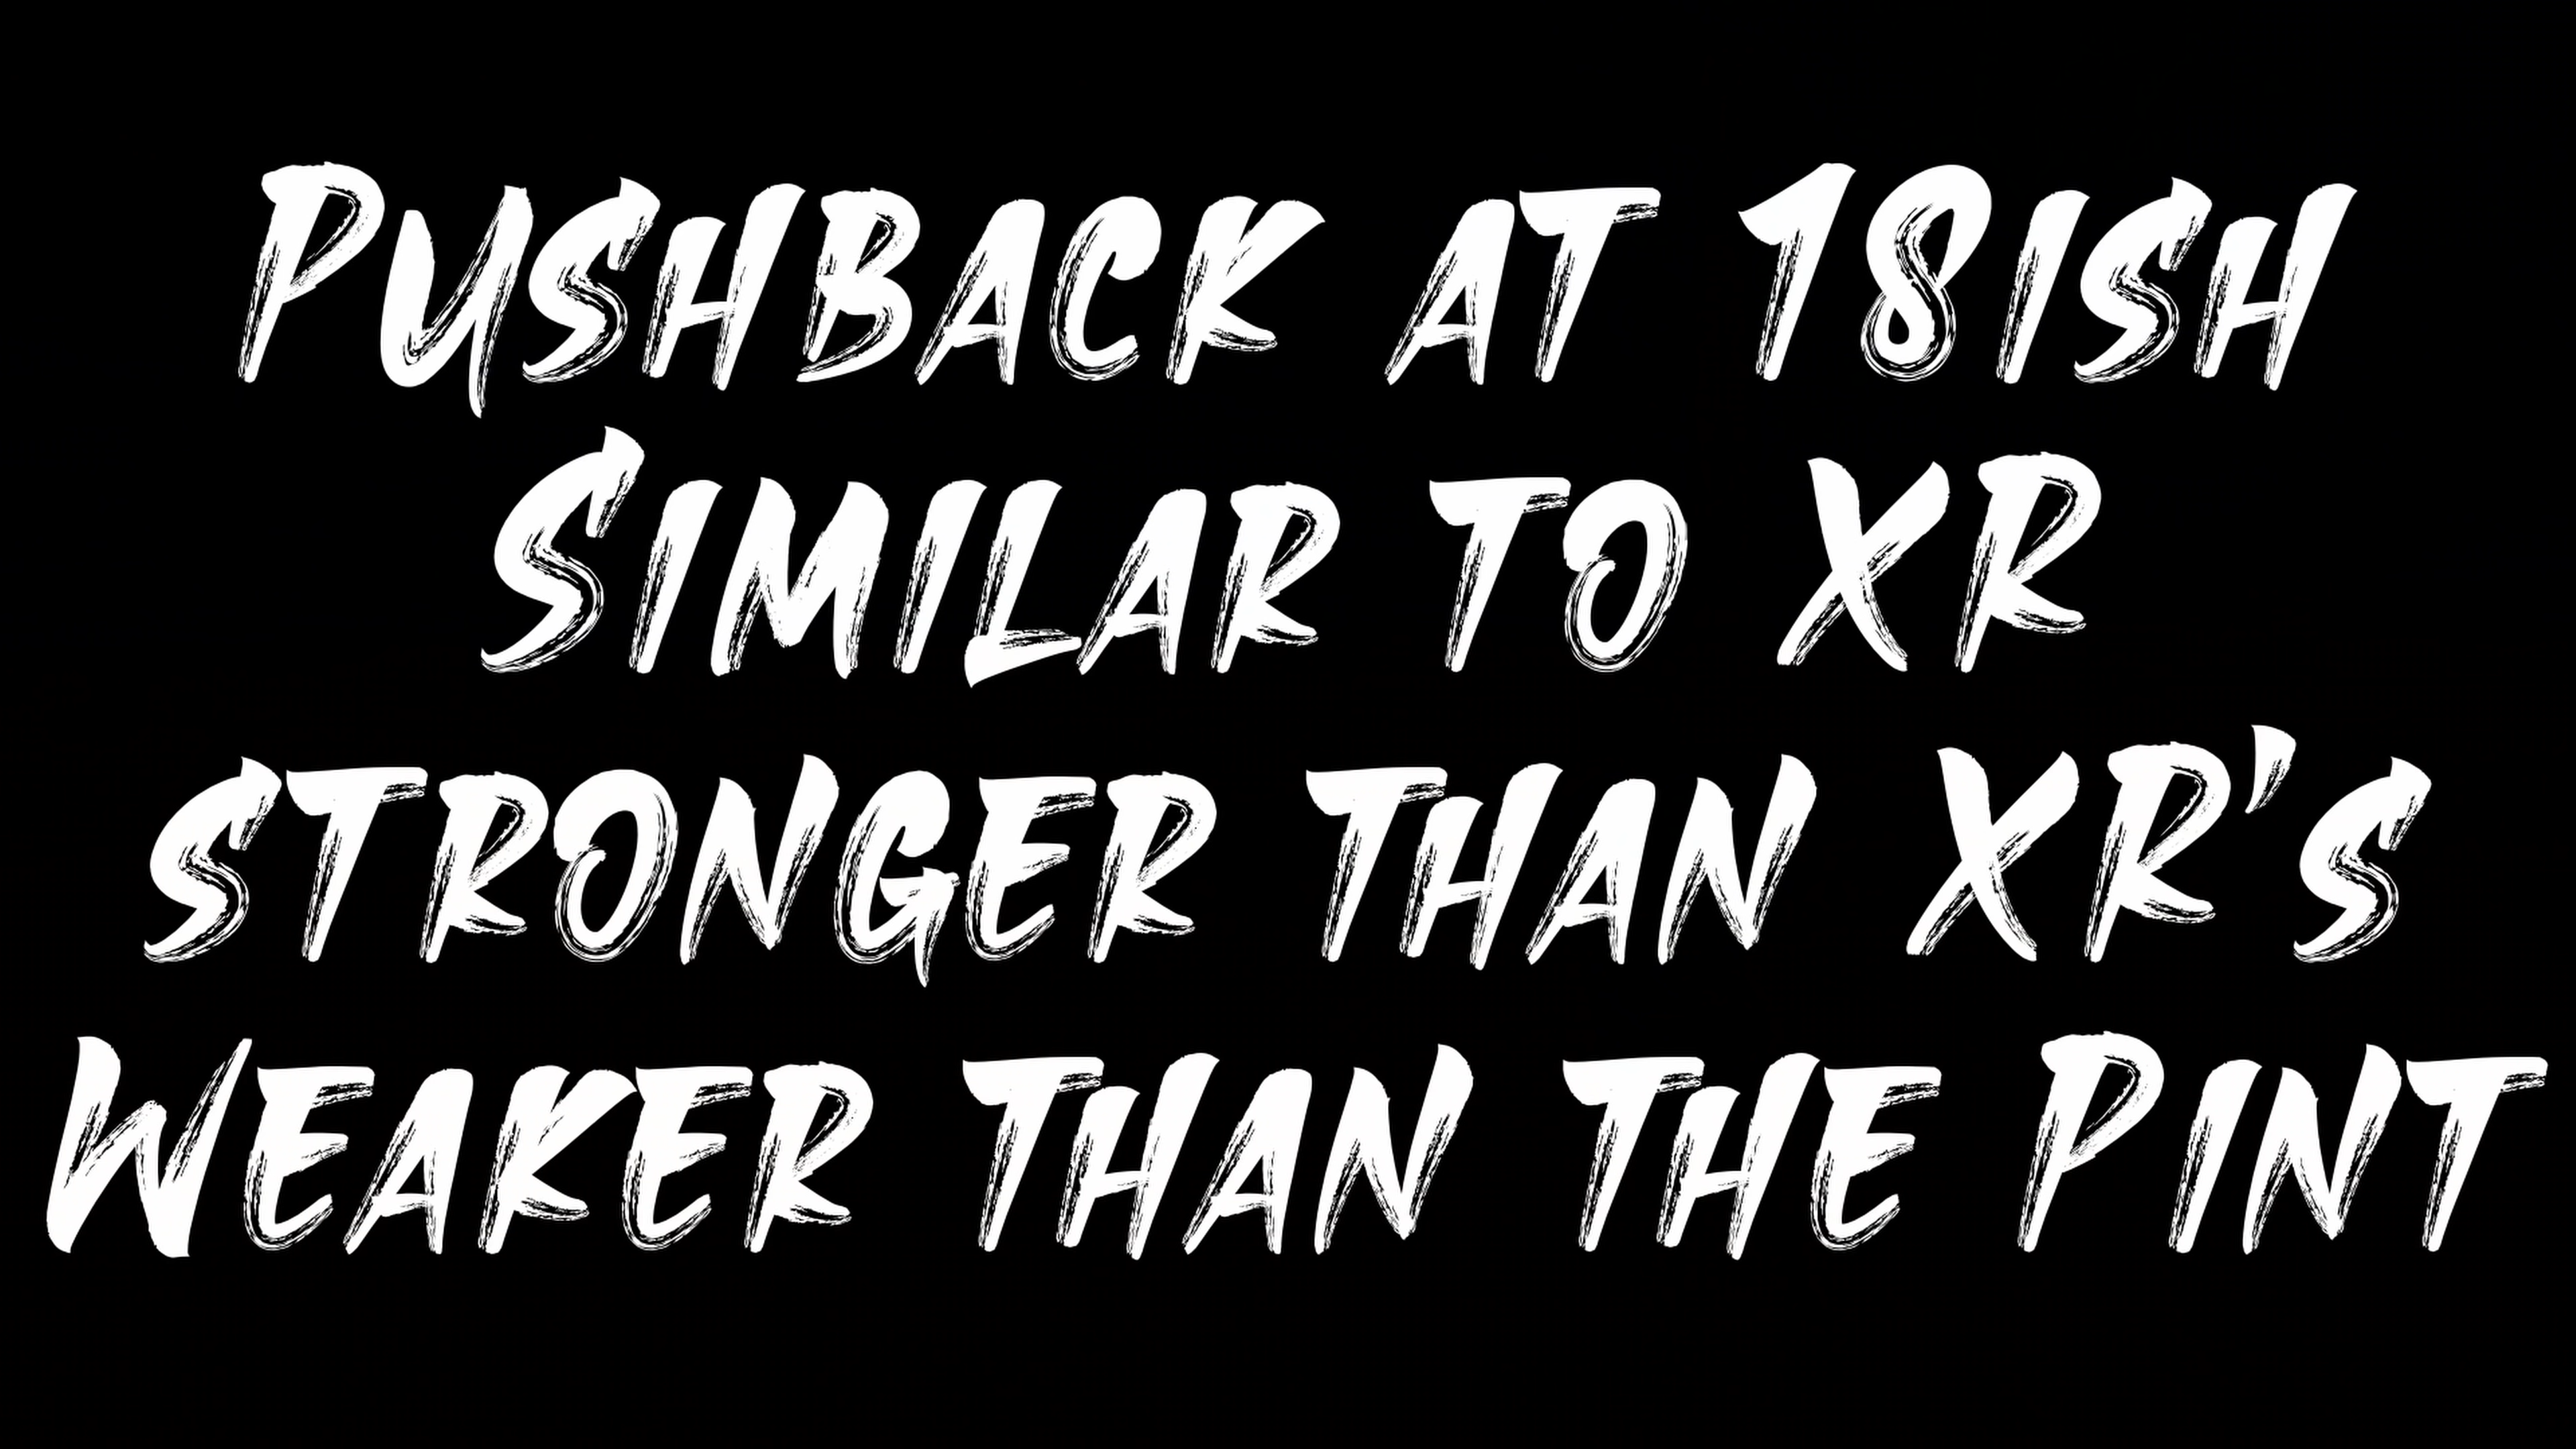 Pushback at 18ish
Similar to XR
stronger than XR's
Weaker than the Pint